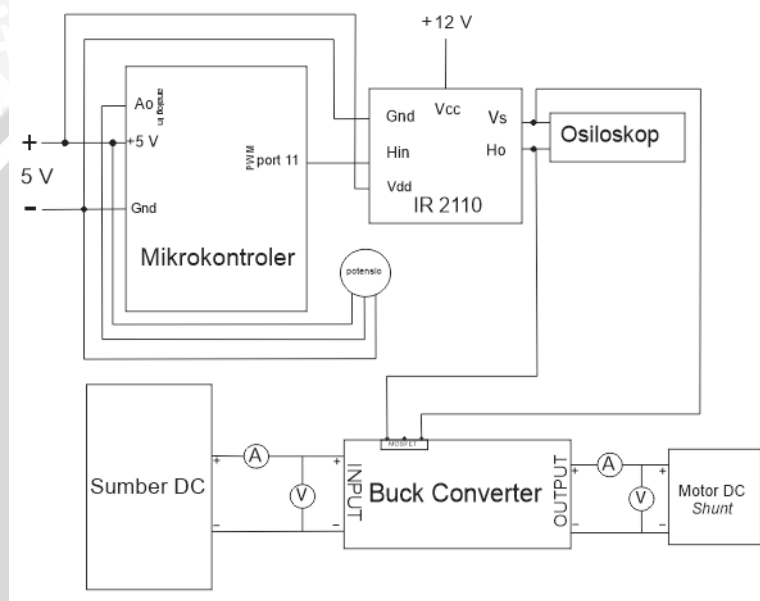 +12 V
Ao
analog In
+
+5 V
5 V
PWM
port 11
-
Gnd
Mikrokontroler
Gnd
Vcc
Vs
Hin
Ho
Vdd
IR 2110
Osiloskop
potensio
MOSFET
Sumber DC
+
-
A
V
+
-
INPUT
Buck Converter
OUTPUT
+
-
A
V
+
-
Motor DC
Shunt